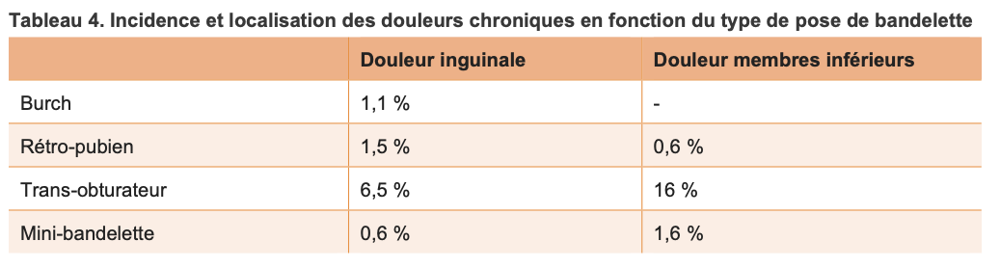 Tableau 4. Incidence et localisation des douleurs chroniques en fonction du type de pose de bandelette
Douleur inguinale Douleur membres inférieurs
Burch 1,1 % -
Rétro-pubien 1,5 % 0,6 %
Trans-obturateur 6,5 % 16 %
Mini-bandelette 0,6 % 1,6 %